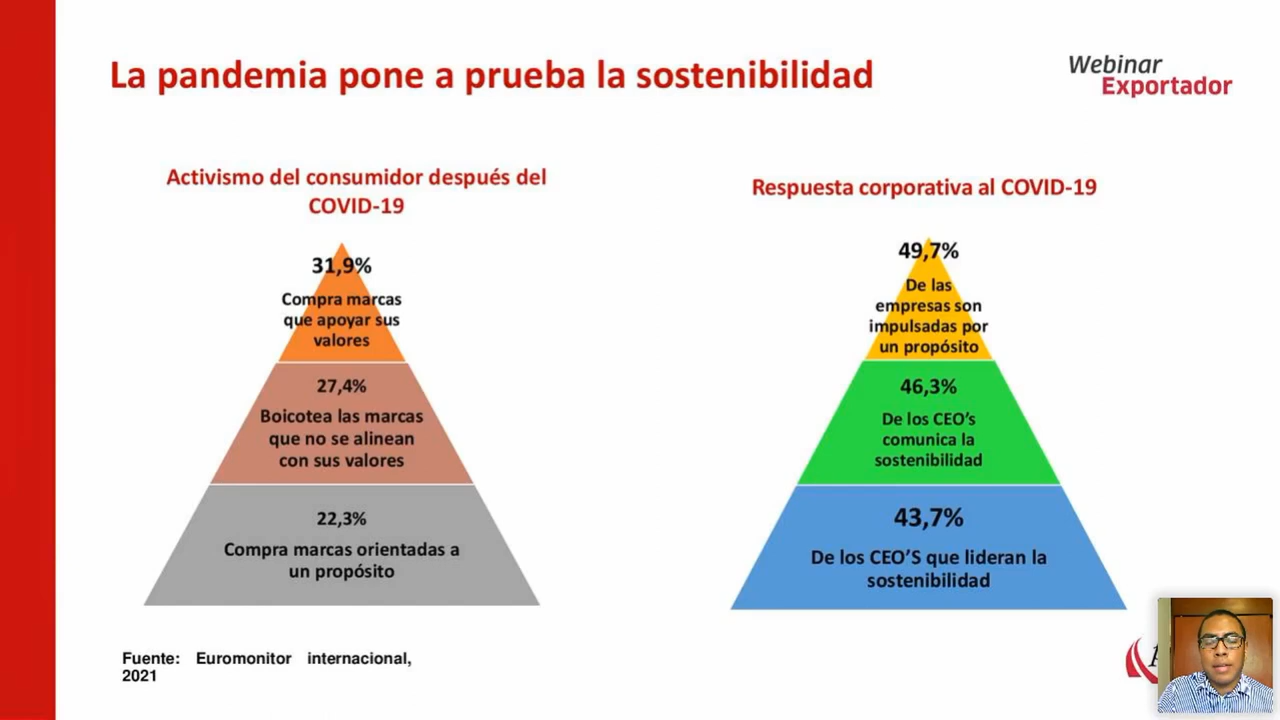 La pandemia pone a prueba la sostenibilidad
Webinar
Exportador
Activismo del consumidor después del
COVID-19
31,9%
Compra marcas
que apoyar sus
valores
27,4%
Boicotea las marcas
que no se alinean
con sus valores
22,3%
Compra marcas orientadas a
un propósito
Respuesta corporativa al COVID-19
49,7%
De las
empresas son
impulsadas por
un propósito
46,3%
De los CEO’s
comunica la
sostenibilidad
43,7%
De los CEO’S que lideran la
sostenibilidad
Fuente: Euromonitor internacional,
2021